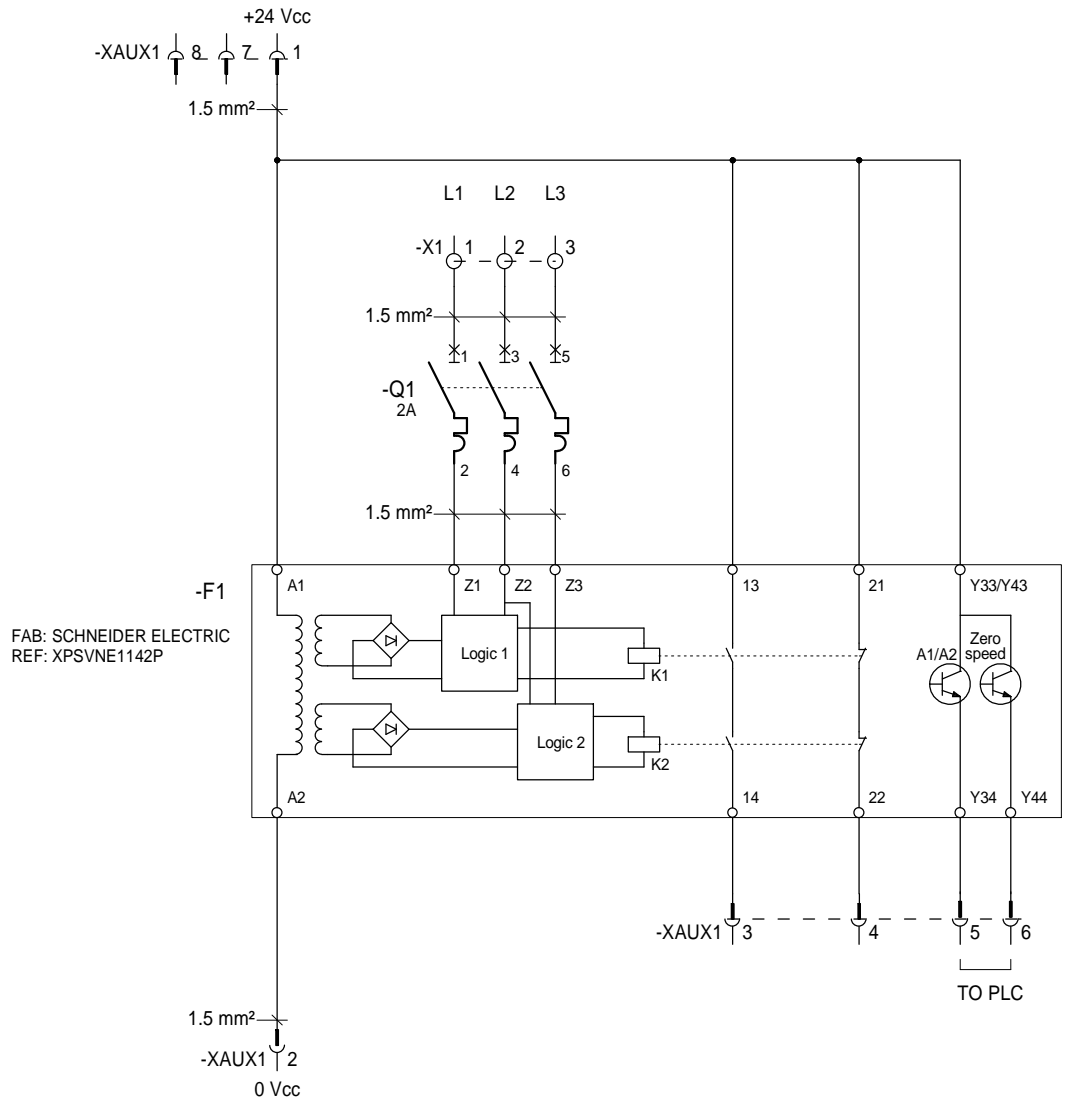 +24 Vcc
-XAUX1 8 7 1
1.5 mm²
L1 L2 L3
-X1 1 2 3
1.5 mm²
1 3 5
-Q1
2A
2 4 6
1.5 mm²
-F1
A1 Z1 Z2 Z3 13 21 Y33/Y43
FAB: SCHNEIDER ELECTRIC
REF: XPSVNE1142P
Logic 1
K1
A1/A2
Zero
speed
Logic 2
K2
A2 14 22 Y34 Y44
-XAUX1 3 4 5 6
TO PLC
1.5 mm²
-XAUX1 2
0 Vcc